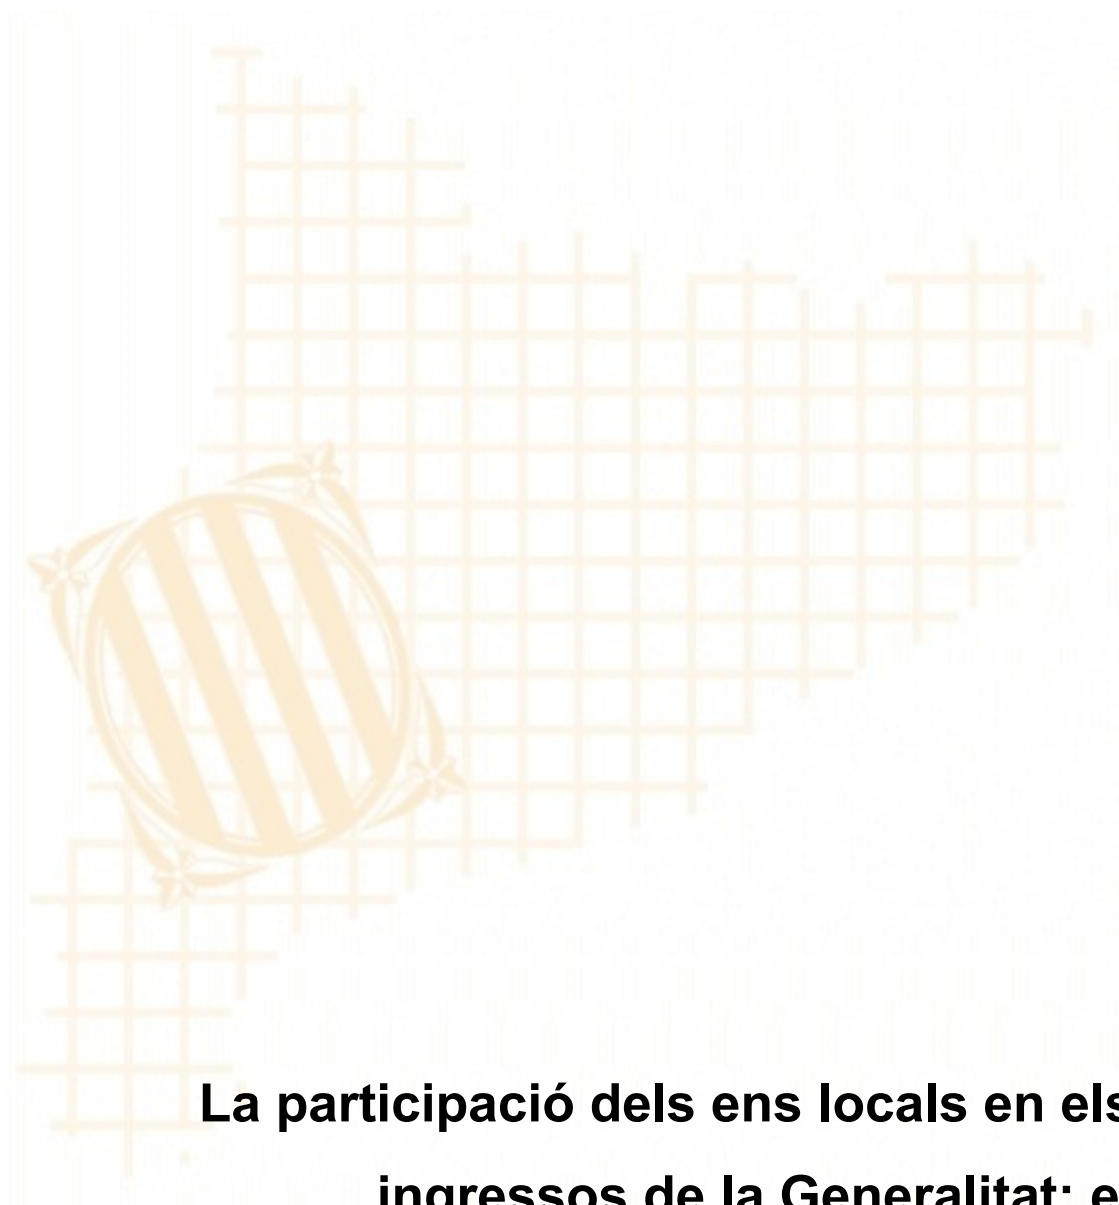 La participació dels ens locals en els
ingressos de la Generalitat: e